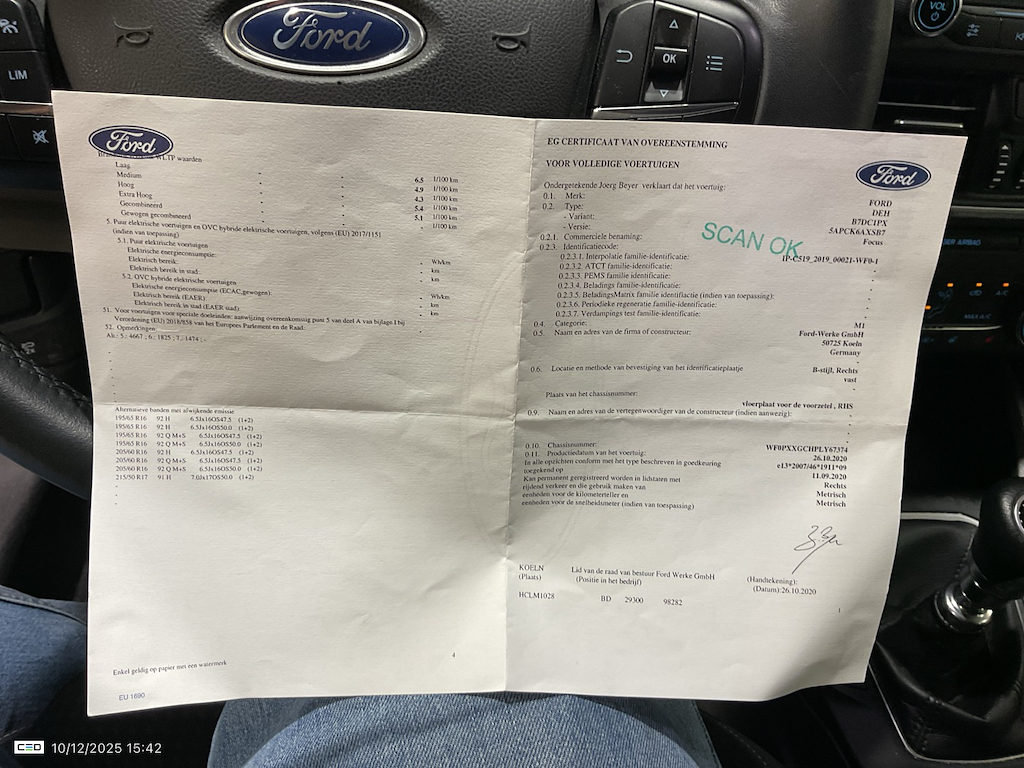 VOL
LIM
Ford
OK
Ford
WLTP waarden
Laag - - 6.5 l/100 km
Medium - - 4.9 l/100 km
Hoog - - 4.3 l/100 km
Extra Hoog - - 5.4 l/100 km
Gecombineerd - - 5.1 l/100 km
Gewogen gecombineerd - l/100 km
5. Puur elektrische voertuigen en OVC hybride elektrische voertuigen, volgens (EU) 2017/1151
(indien van toepassing)
5.1. Puur elektrische voertuigen
Elektrische energieconsumptie: - Wh/km
Elektrisch bereik: - km
Elektrisch bereik in stad: - km
5.2. OVC hybride elektrische voertuigen
Elektrische energieconsumptie (ECAC,gewogen): - Wh/km
Elektrisch bereik (EAER): - km
Elektrisch bereik in stad (EAER stad): - km
51. Voor voertuigen voor speciale doeleinden: aanwijzing overeenkomstig punt 5 van deel A van bijlage I bij
Verordening (EU) 2018/858 van het Europees Parlement en de Raad:
52. Opmerkingen:
Ah.: 5.: 4667 ; 6.: 1825 ; 7.: 1474 ; -
Alternatieve banden met afwijkende emissie
195/65 R16 92 H 6.5Jx16OS47.5 (1+2)
195/65 R16 92 H 6.5Jx16OS50.0 (1+2)
195/65 R16 92 Q M+S 6.5Jx16OS47.5 (1+2)
195/65 R16 92 Q M+S 6.5Jx16OS50.0 (1+2)
205/60 R16 92 H 6.5Jx16OS47.5 (1+2)
205/60 R16 92 Q M+S 6.5Jx16OS47.5 (1+2)
205/60 R16 92 Q M+S 6.5Jx16OS50.0 (1+2)
215/50 R17 91 H 7.0Jx17OS50.0 (1+2)
4
Enkel geldig op papier met een watermerk
EU 1690
EG CERTIFICAAT VAN OVEREENSTEMMING
VOOR VOLLEDIGE VOERTUIGEN
Ford
Ondergetekende Joerg Beyer verklaart dat het voertuig:
0.1. Merk: FORD
0.2. Type: DEH
- Variant: B7DC1PX
- Versie: 5APCK6AXSB7
0.2.1. Commerciele benaming: Focus
SCAN OK
0.2.3. Identificatiecode:
0.2.3.1. Interpolatie familie-identificatie: IP-C519_2019_00021-WF0-1
0.2.3.2. ATCT familie-identificatie:
0.2.3.3. PEMS familie-identificatie:
0.2.3.4. Beladings familie-identificatie:
0.2.3.5. BeladingsMatrix familie identifictie (indien van toepassing):
0.2.3.6. Periodieke regeneratie familie-identificatie:
0.2.3.7. Verdampings test familie-identificatie:
0.4. Categorie: M1
0.5. Naam en adres van de firma of constructeur: Ford-Werke GmbH
50725 Koeln
Germany
0.6. Locatie en methode van bevestiging van het identificatieplaatje B-stijl, Rechts
vast
Plaats van het chassisnummer: vloerplaat voor de voorzetel , RHS
0.9. Naam en adres van de vertegenwoordiger van de constructeur (indien aanwezig):
0.10. Chassisnummer: WF0PXXGCHPLY67374
0.11. Productiedatum van het voertuig: 26.10.2020
In alle opzichten conform met het type beschreven in goedkeuring e13*2007/46*1911*09
toegekend op 11.09.2020
Kan permanent geregistreerd worden in lidstaten met
rijdend verkeer en die gebruik maken van Rechts
eenheden voor de kilometerteller en Metrisch
eenheden voor de snelheidsmeter (indien van toespassing) Metrisch
KOELN Lid van de raad van bestuur Ford Werke GmbH (Handtekening):
(Plaats) (Positie in het bedrijf) (Datum):26.10.2020
HCLM1028 BD 29300 98282
1
AIRBAG
A/C
MAX A/C
CEO 10/12/2025 15:42